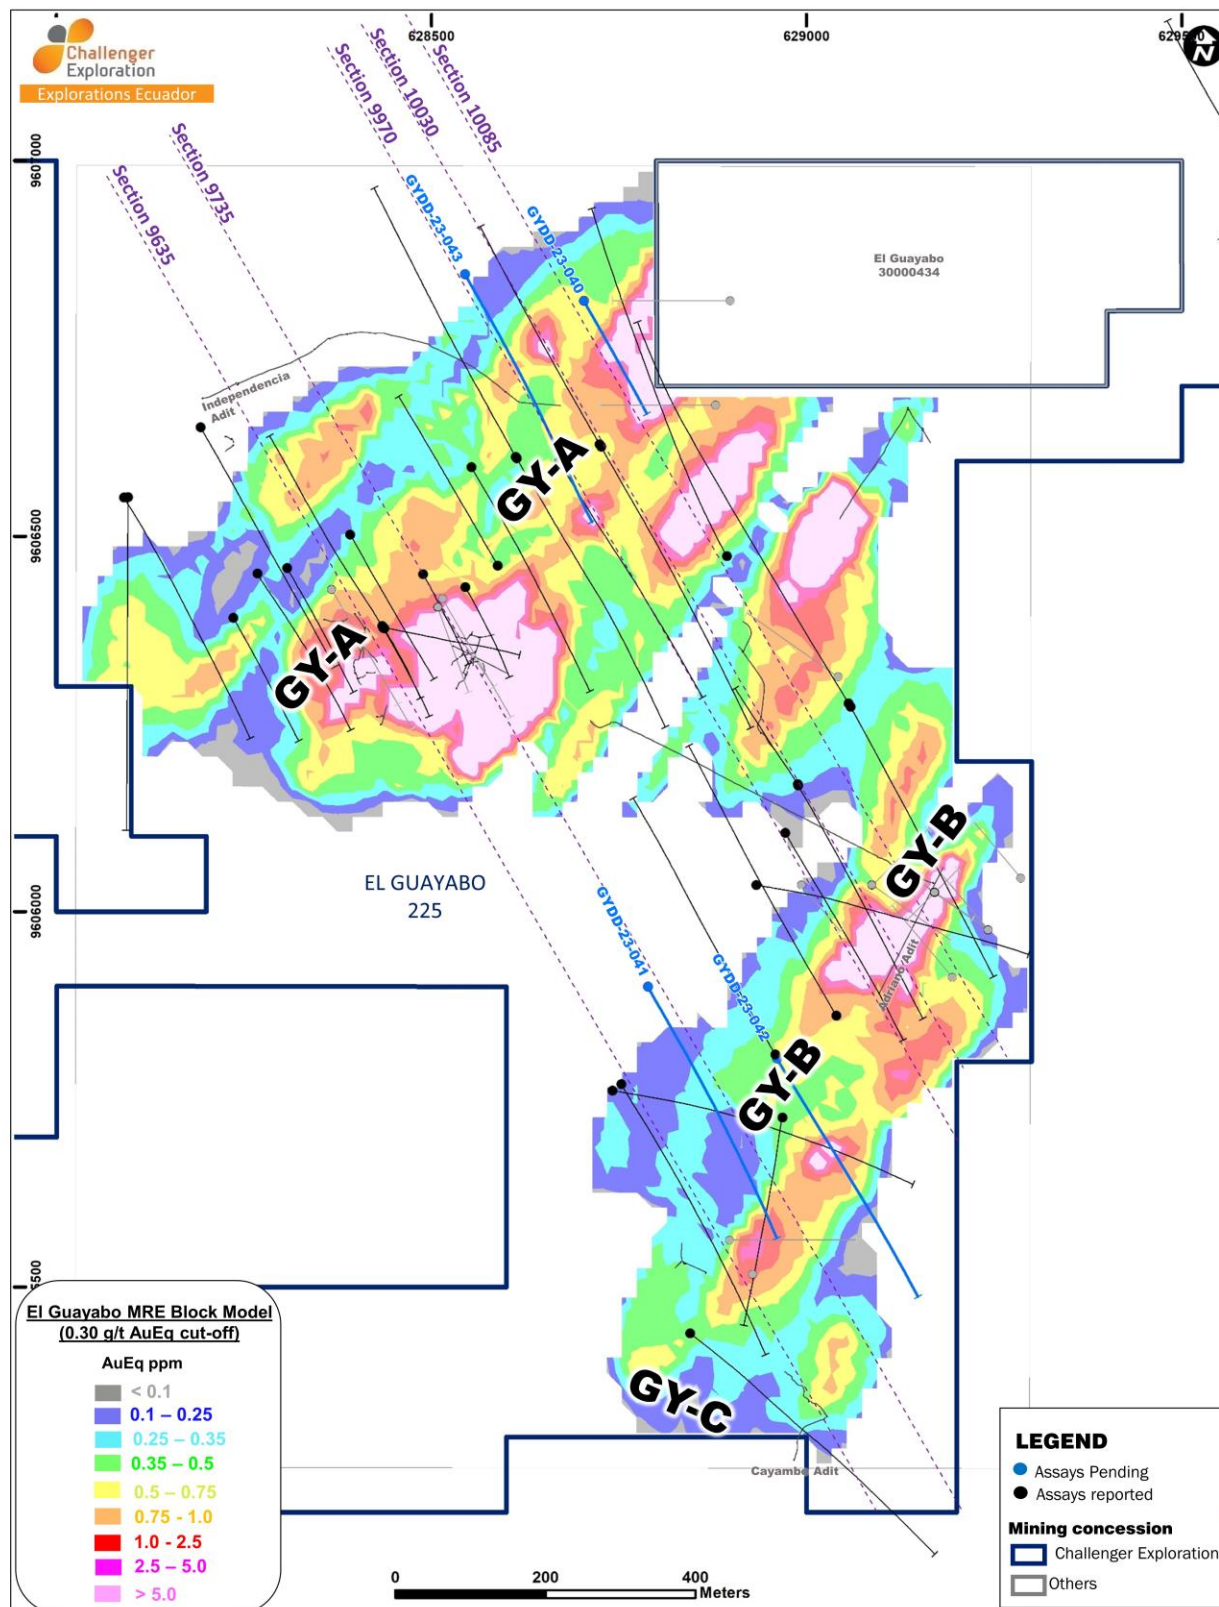 Challenger
Exploration
Explorations Ecuador
628500
629000
N
9607000
9606500
9606000
Section 10085
Section 10030
Section 9970
Section 9735
Section 9635
GYDD-23-043
GYDD-23-040
El Guayabo
30000434
Independencia
Adit
GY-A
GY-A
EL GUAYABO
225
GY-B
GYDD-23-041
GYDD-23-042
Adriano Adit
GY-B
GY-C
Cayambe Adit
El Guayabo MRE Block Model
(0.30 g/t AuEq cut-off)
AuEq ppm
< 0.1
0.1 – 0.25
0.25 – 0.35
0.35 – 0.5
0.5 – 0.75
0.75 - 1.0
1.0 - 2.5
2.5 – 5.0
> 5.0
0 200 400
Meters
LEGEND
Assays Pending
Assays reported
Mining concession
Challenger Exploration
Others